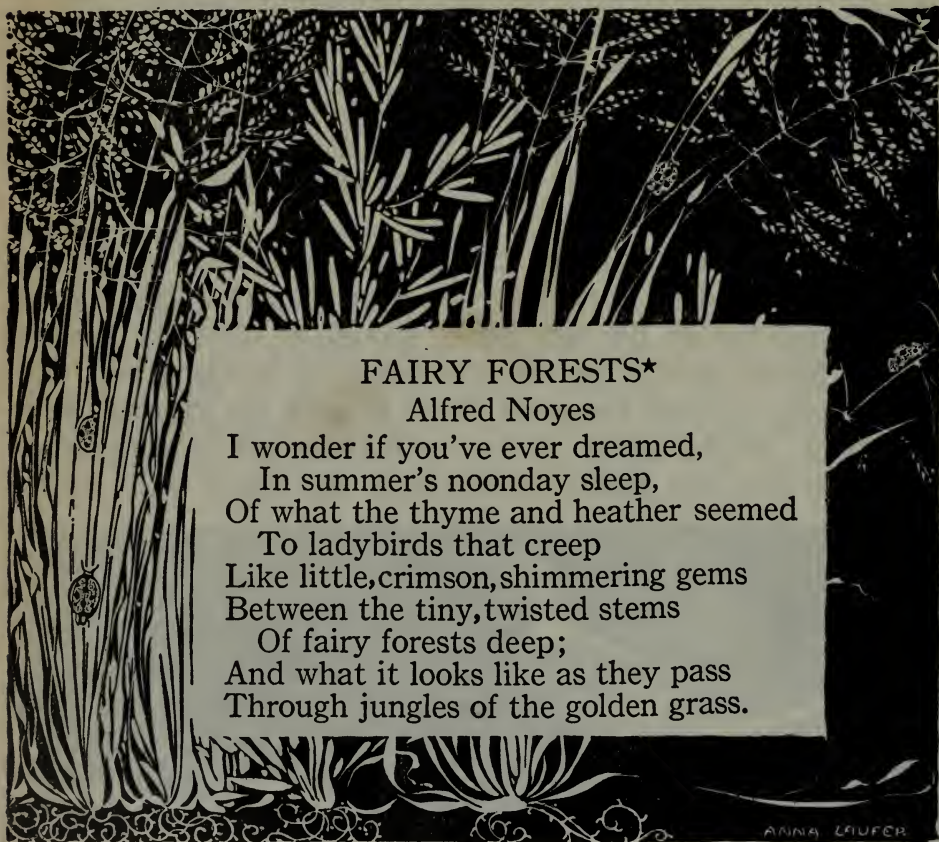 FAIRY FORESTS★
Alfred Noyes
I wonder if you've ever dreamed,
In summer's noonday sleep,
Of what the thyme and heather seemed
To ladybirds that creep
Like little, crimson, shimmering gems
Between the tiny, twisted stems
Of fairy forests deep;
And what it looks like as they pass
Through jungles of the golden grass.
ANNA LAUFER